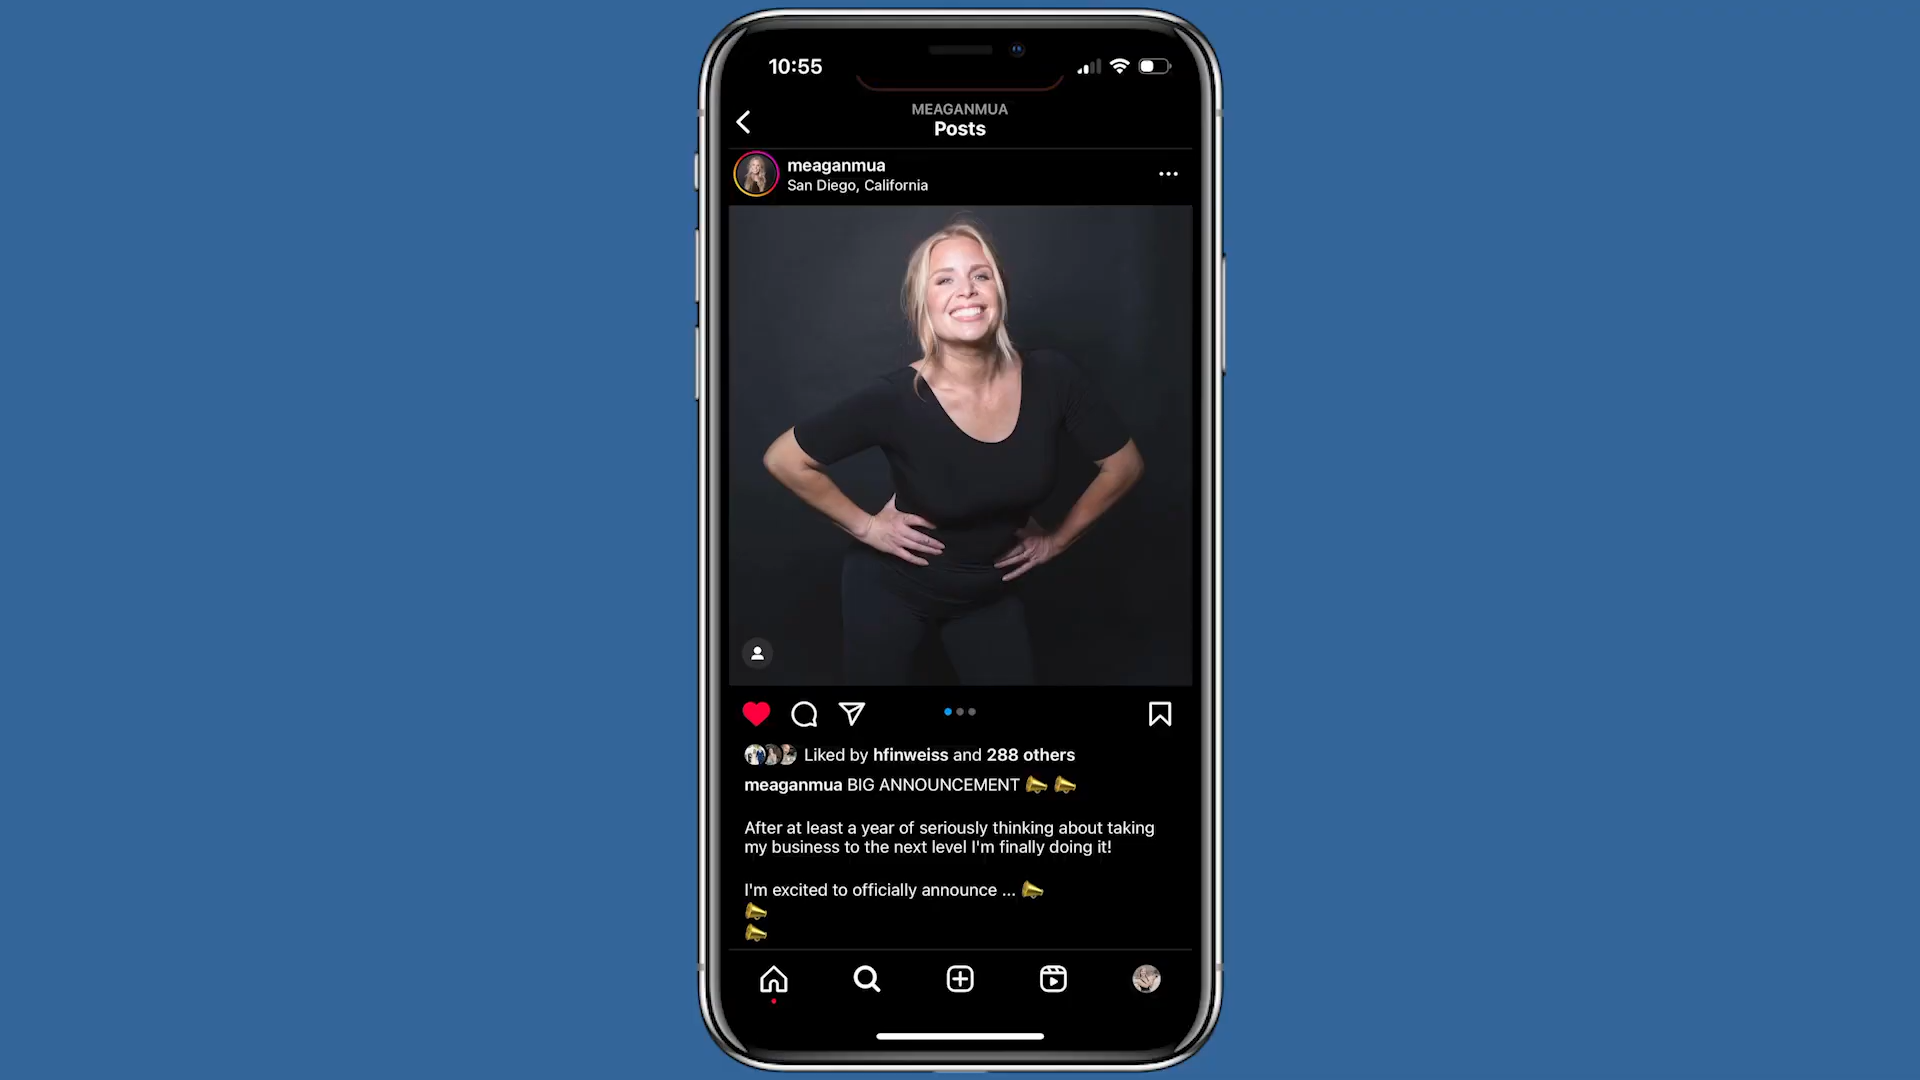 10:55
MEAGANMUA
Posts
meaganmua
San Diego, California
Liked by hfinweiss and 288 others
meaganmua BIG ANNOUNCEMENT 📣 📣
After at least a year of seriously thinking about taking
my business to the next level I'm finally doing it!
I'm excited to officially announce ... 📣
📣
📣